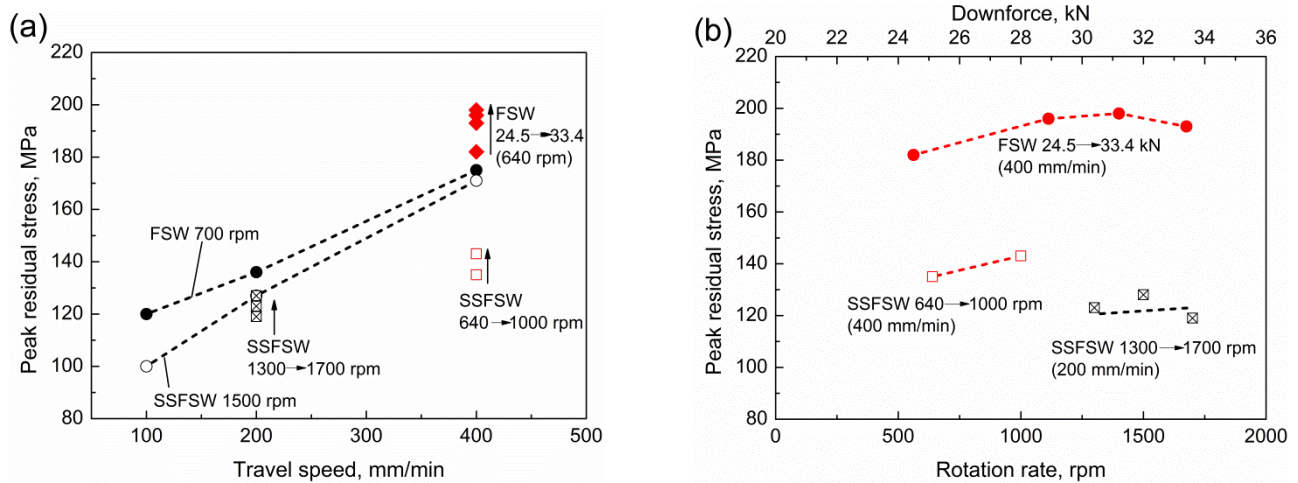 (a)
220
200
180
160
140
120
100
80
Peak residual stress, MPa
FSW
24.5→33.4
(640 rpm)
FSW 700 rpm
SSFSW
640→1000 rpm
SSFSW
1300→1700 rpm
SSFSW 1500 rpm
100 200 300 400 500
Travel speed, mm/min
(b)
Downforce, kN
20 22 24 26 28 30 32 34 36
220
200
180
160
140
120
100
80
Peak residual stress, MPa
FSW 24.5→33.4 kN
(400 mm/min)
SSFSW 640→1000 rpm
(400 mm/min)
SSFSW 1300→1700 rpm
(200 mm/min)
0 500 1000 1500 2000
Rotation rate, rpm